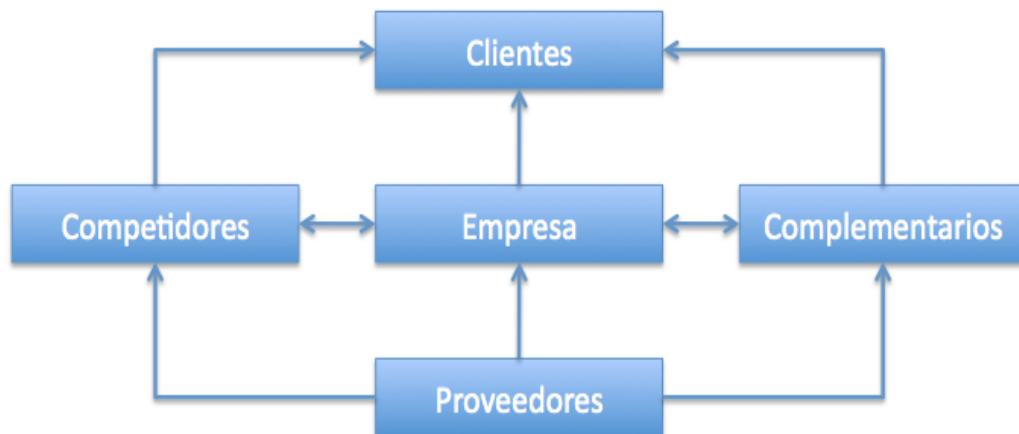 Clientes
Competidores
Empresa
Complementarios
Proveedores